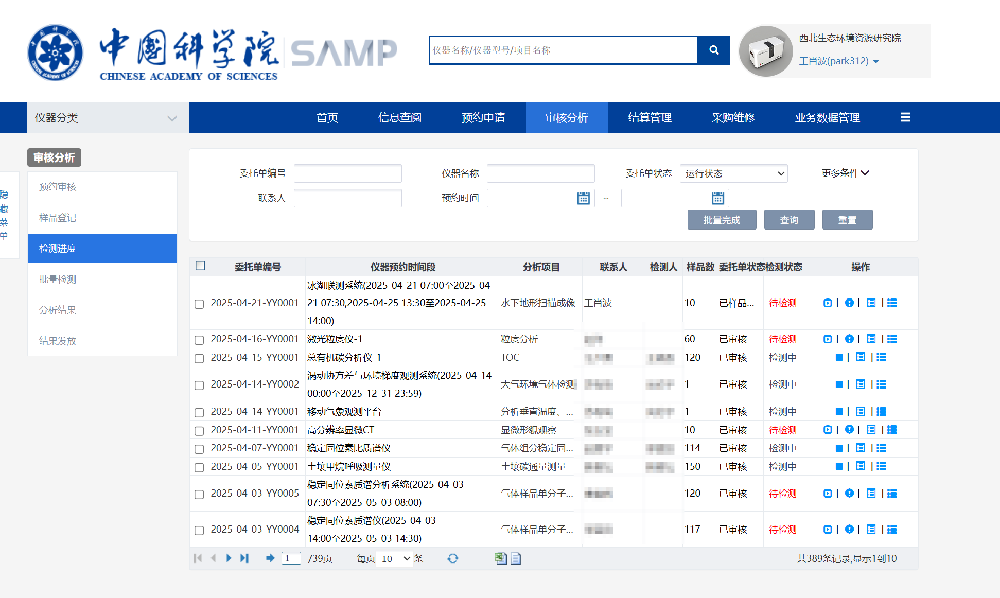 中国科学院
CHINESE ACADEMY OF SCIENCES
SAMP
仪器名称/仪器型号/项目名称
西北生态环境资源研究院
王肖波(park312)
仪器分类
首页 信息查阅 预约申请 审核分析 结算管理 采购维修 业务数据管理
审核分析
隐藏菜单
预约审核
样品登记
检测进度
批量检测
分析结果
结果发放
委托单编号 仪器名称 委托单状态 运行状态 更多条件
联系人 预约时间 ~
批量完成 查询 重置
委托单编号 仪器预约时间段 分析项目 联系人 检测人 样品数 委托单状态 检测状态 操作
2025-04-21-YY0001 冰湖联测系统(2025-04-21 07:00至2025-04-
21 07:30,2025-04-25 13:30至2025-04-25
14:00) 水下地形扫描成像 王肖波 10 已样品... 待检测
2025-04-16-YY0001 激光粒度仪-1 粒度分析 60 已审核 待检测
2025-04-15-YY0001 总有机碳分析仪-1 TOC 120 已审核 检测中
2025-04-14-YY0002 涡动协方差与环境梯度观测系统(2025-04-14
00:00至2025-12-31 23:59) 大气环境气体检测 1 已审核 检测中
2025-04-14-YY0001 移动气象观测平台 分析垂直温度、... 1 已审核 检测中
2025-04-11-YY0001 高分辨率显微CT 显微形貌观察 10 已审核 待检测
2025-04-07-YY0001 稳定同位素比质谱仪 气体组分稳定同... 114 已审核 检测中
2025-04-05-YY0001 土壤甲烷呼吸测量仪 土壤碳通量测量 150 已审核 检测中
2025-04-03-YY0005 稳定同位素质谱分析系统(2025-04-03
07:30至2025-05-03 08:00) 气体样品单分子... 120 已审核 待检测
2025-04-03-YY0004 稳定同位素质谱仪(2025-04-03
14:00至2025-05-03 14:30) 气体样品单分子... 117 已审核 待检测
1 /39页 每页 10 条 共389条记录,显示1到10